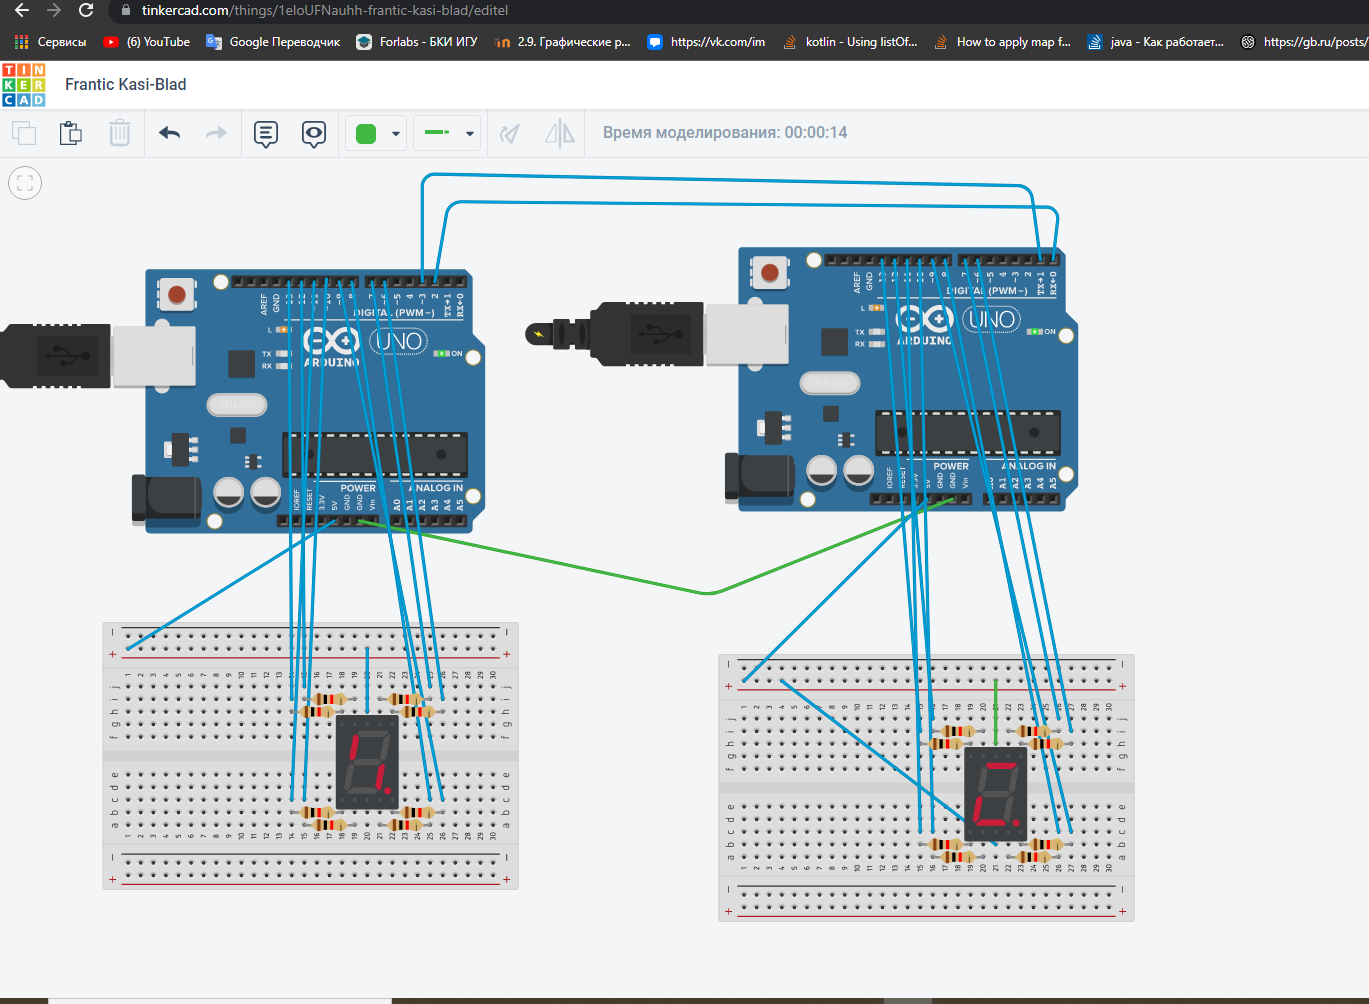 tinkercad.com/things/1eloUFNauhh-frantic-kasi-blad/editel
Сервисы
(6) YouTube
Google Переводчик
Forlabs - БКИ ИГУ
2.9. Графические р...
https://vk.com/im
kotlin - Using listOf...
How to apply map f...
java - Как работает...
https://gb.ru/posts/
TIN
KER
CAD
Frantic Kasi-Blad
Время моделирования: 00:00:14
AREF
GND
DIGITAL (PWM~)
TX→1
RX←0
L
TX
RX
ARDUINO
UNO
ON
IOREF
RESET
3.3V
5V
GND
GND
Vin
POWER
ANALOG IN
A0
A1
A2
A3
A4
A5
AREF
GND
DIGITAL (PWM~)
TX→1
RX←0
L
TX
RX
ARDUINO
UNO
ON
IOREF
RESET
5V
GND
GND
Vin
POWER
ANALOG IN
A1
A2
A3
A4
A5